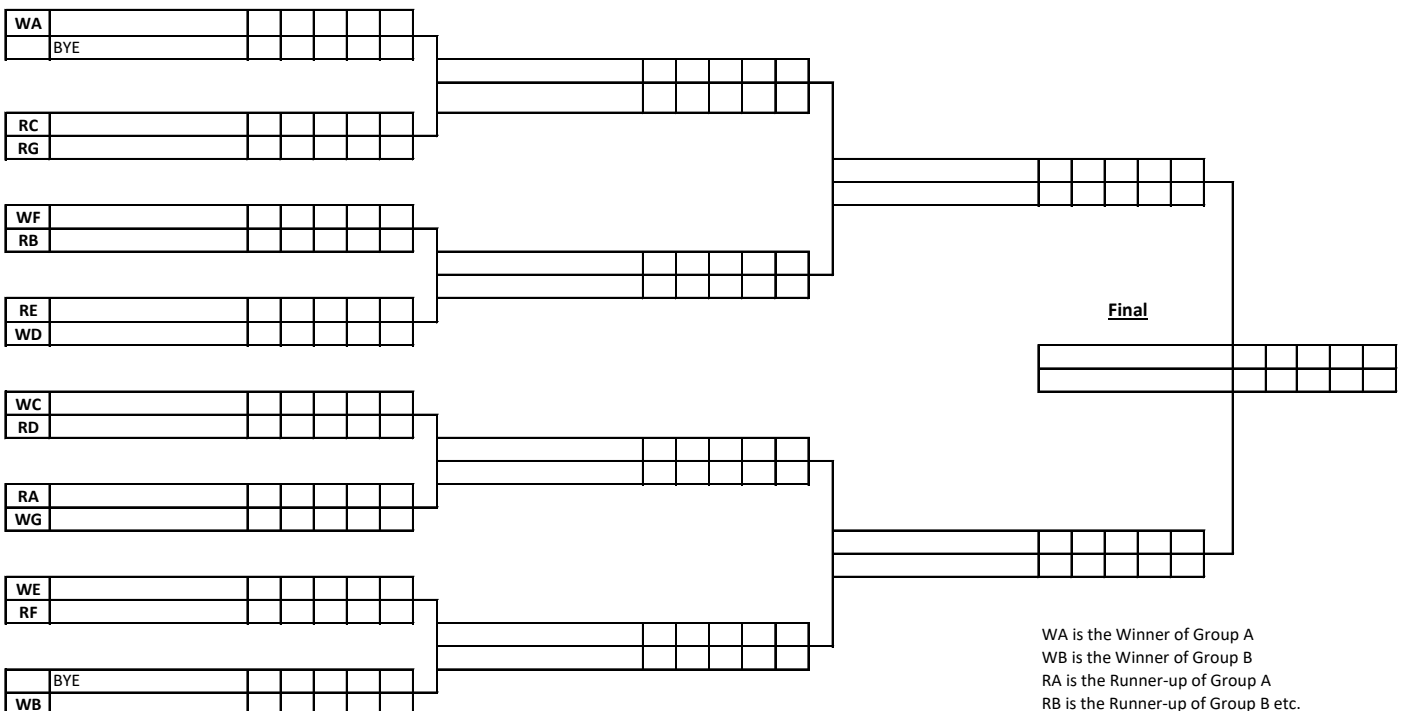 WA
BYE
RC
RG
WF
RB
RE
WD
Final
WC
RD
RA
WG
WE
RF
BYE
WB
WA is the Winner of Group A
WB is the Winner of Group B
RA is the Runner-up of Group A
RB is the Runner-up of Group B etc.